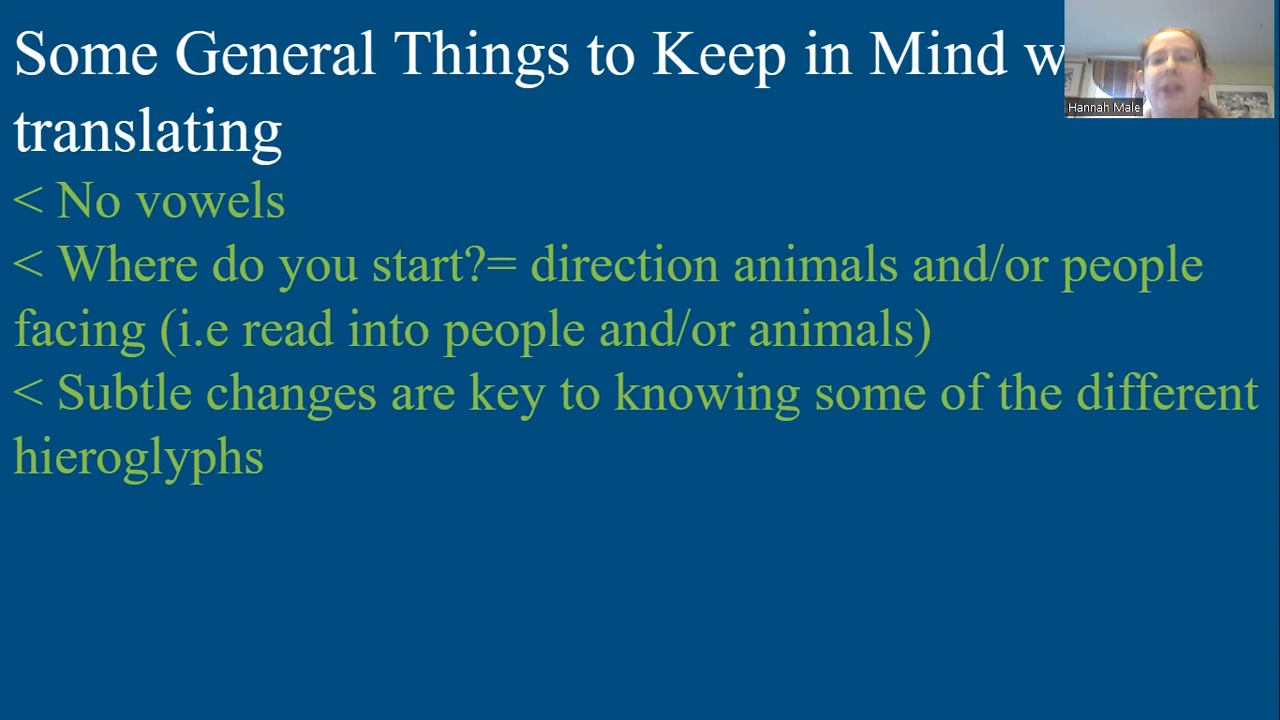 Some General Things to Keep in Mind
translating
< No vowels
< Where do you start?= direction animals and/or people
facing (i.e read into people and/or animals)
< Subtle changes are key to knowing some of the different
hieroglyphs
Hannah Male